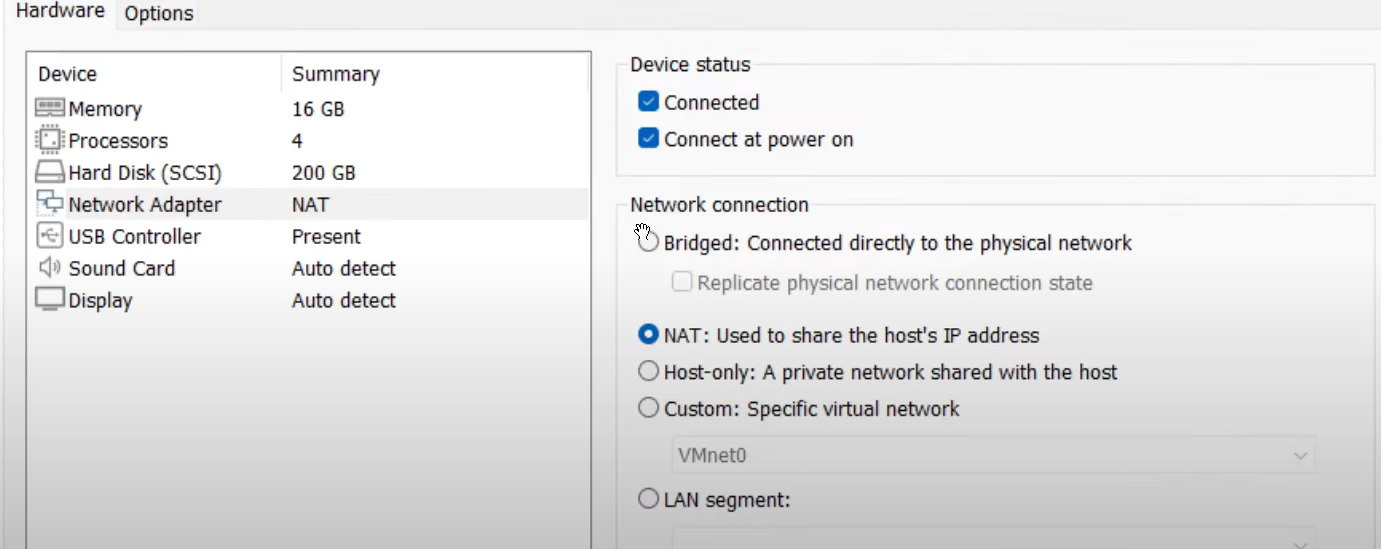 Hardware Options
Device Summary
Memory 16 GB
Processors 4
Hard Disk (SCSI) 200 GB
Network Adapter NAT
USB Controller Present
Sound Card Auto detect
Display Auto detect
Device status
Connected
Connect at power on
Network connection
Bridged: Connected directly to the physical network
Replicate physical network connection state
NAT: Used to share the host's IP address
Host-only: A private network shared with the host
Custom: Specific virtual network
VMnet0
LAN segment: